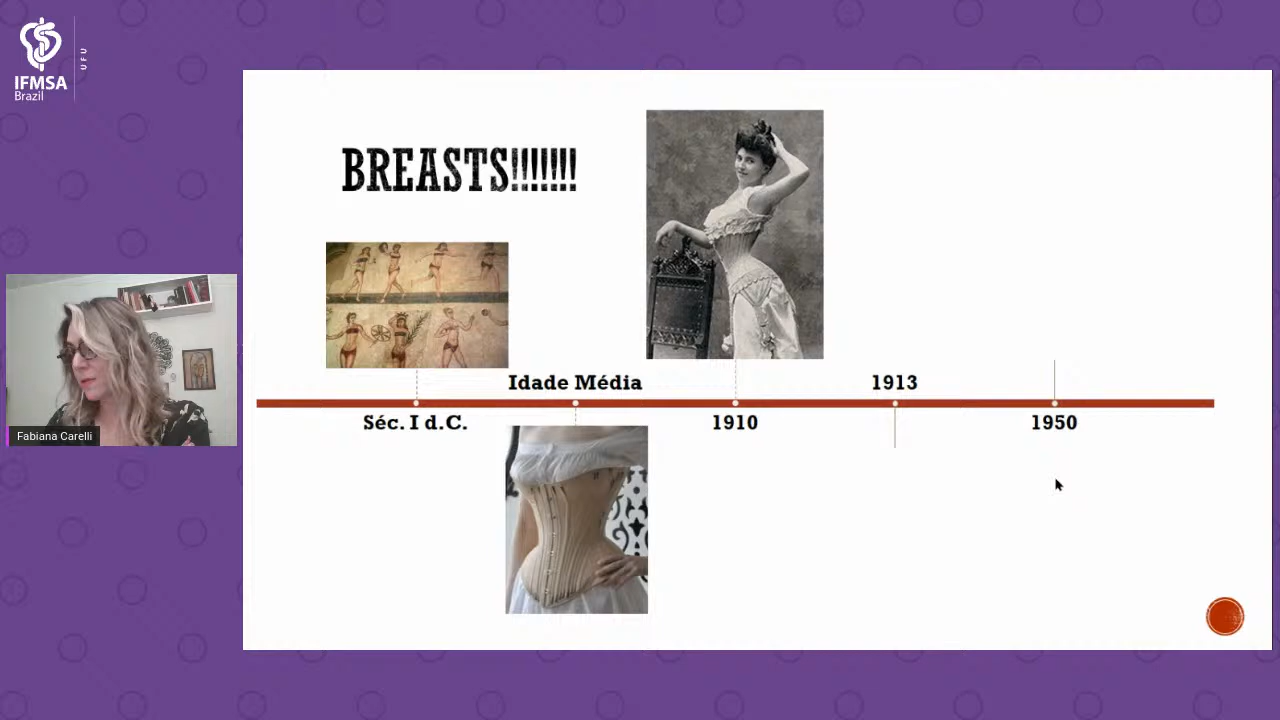 IFMSA
Brazil
UFU
BREASTS!!!!!!!
Idade Média
1913
Séc. I d.C.
1910
1950
Fabiana Carelli